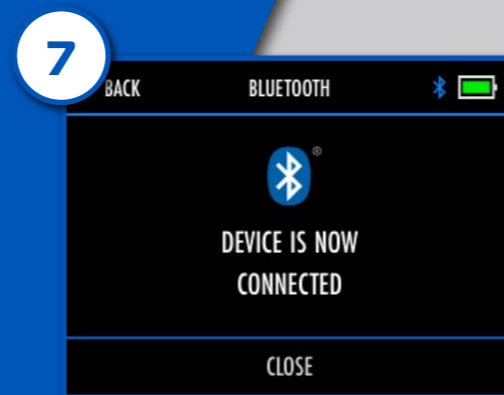 7
BACK BLUETOOTH
®
DEVICE IS NOW
CONNECTED
CLOSE